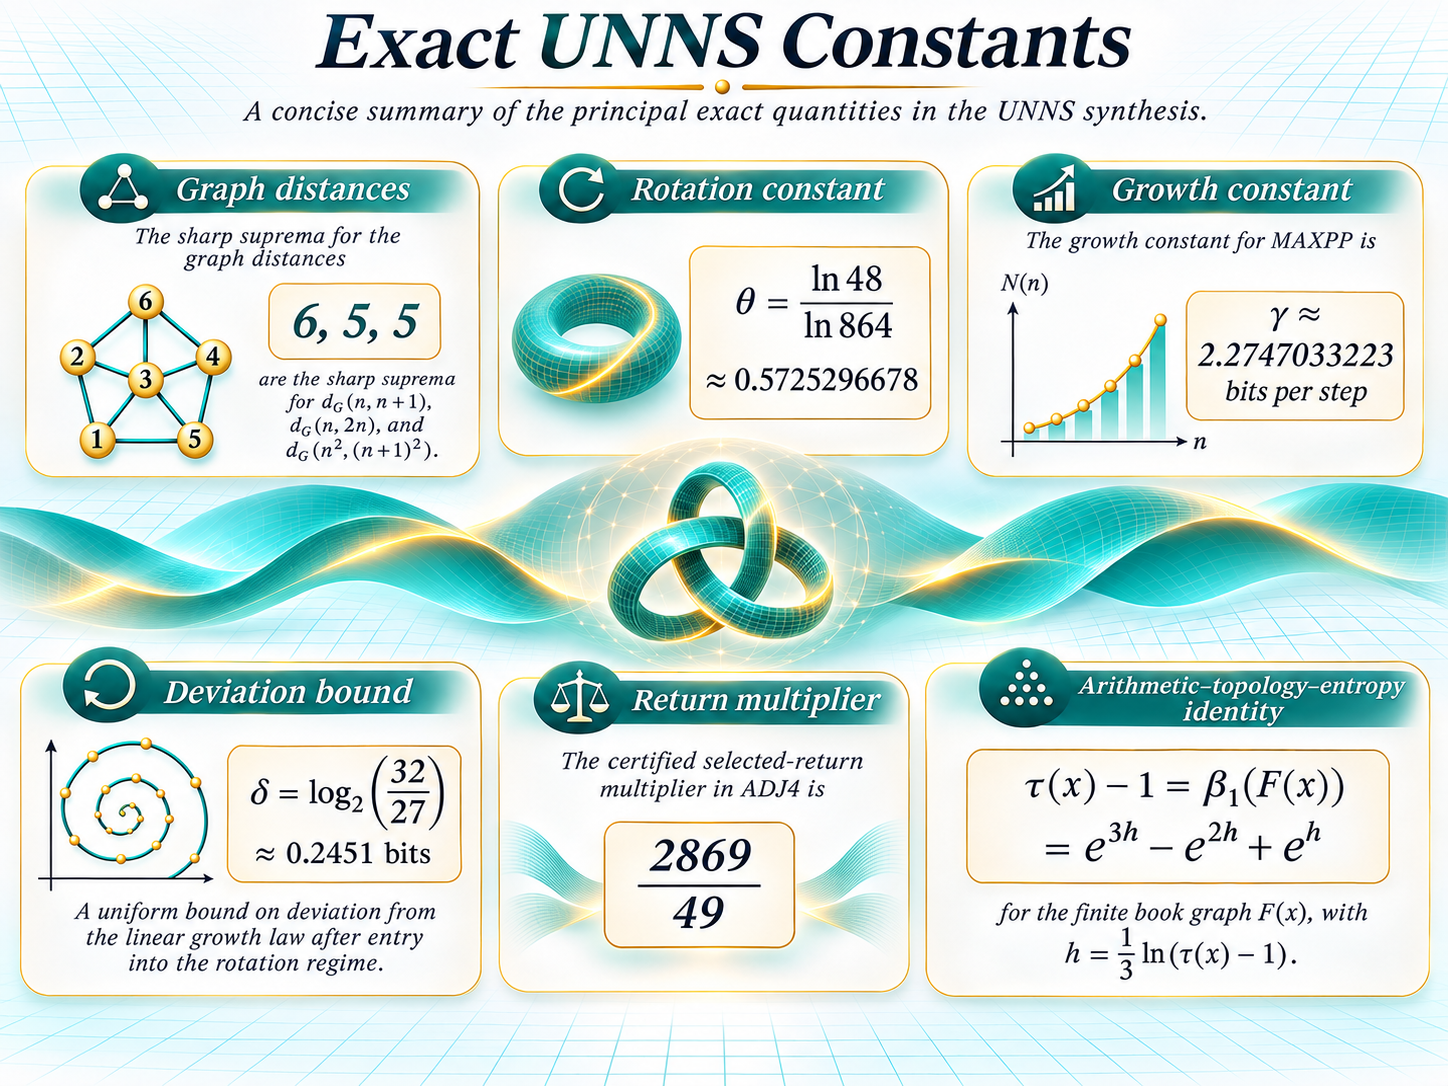 Exact UNNS Constants
A concise summary of the principal exact quantities in the UNNS synthesis.
Graph distances
The sharp suprema for the
graph distances
6
2
4
3
1
5
6, 5, 5
are the sharp suprema
for d_G(n, n+1),
d_G(n, 2n), and
d_G(n², (n+1)²).
Rotation constant
θ = ln 48 / ln 864
≈ 0.5725296678
Growth constant
The growth constant for MAXPP is
N(n)
n
γ ≈
2.2747033223
bits per step
Deviation bound
δ = log₂(32/27)
≈ 0.2451 bits
A uniform bound on deviation from
the linear growth law after entry
into the rotation regime.
Return multiplier
The certified selected-return
multiplier in ADJ4 is
2869
49
Arithmetic–topology–entropy
identity
τ(x) − 1 = β₁(F(x))
= e^{3h} − e^{2h} + e^{h}
for the finite book graph F(x), with
h = 1/3 ln(τ(x) − 1).